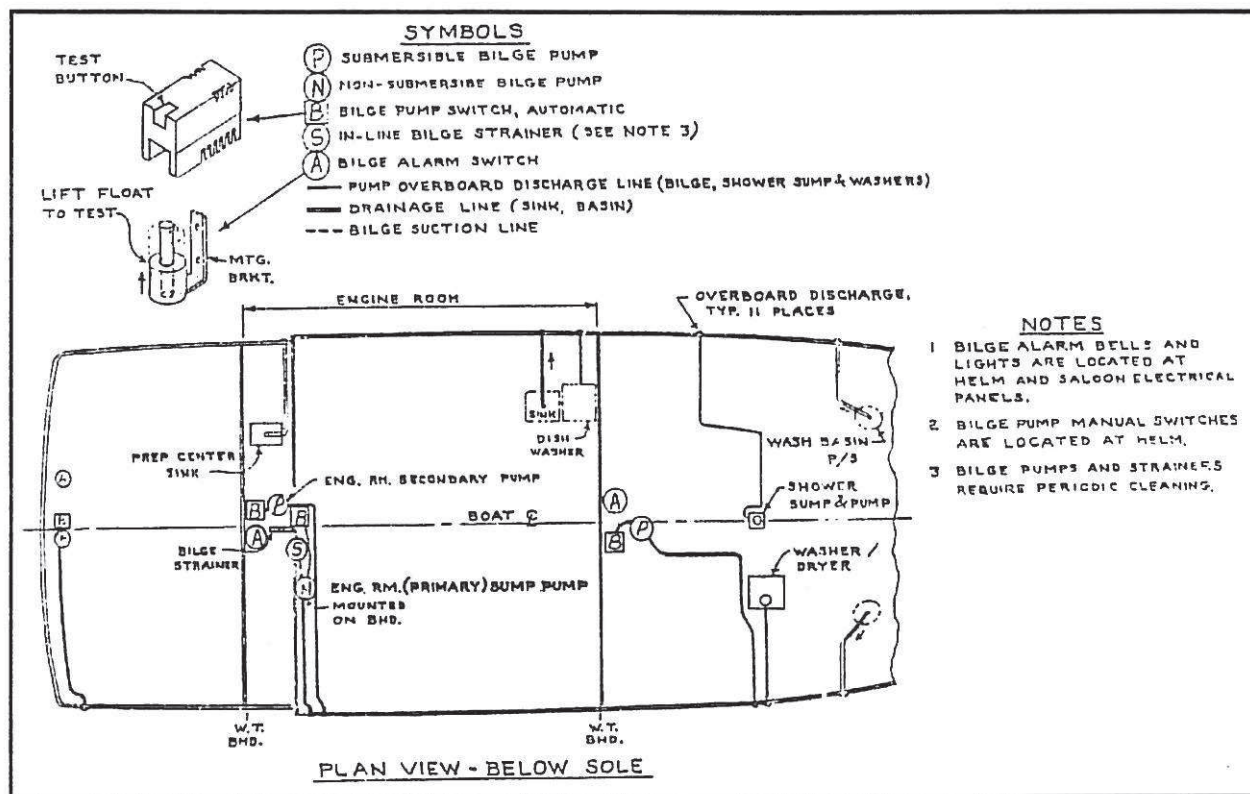 SYMBOLS
TEST
BUTTON
P SUBMERSIBLE BILGE PUMP
N NON-SUBMERSIBE BILGE PUMP
B BILGE PUMP SWITCH, AUTOMATIC
S IN-LINE BILGE STRAINER (SEE NOTE 3)
A BILGE ALARM SWITCH
PUMP OVERBOARD DISCHARGE LINE (BILGE, SHOWER SUMP & WASHERS)
DRAINAGE LINE (SINK, BASIN)
BILGE SUCTION LINE
LIFT FLOAT
TO TEST
MTG.
BRKT.
ENGINE ROOM
OVERBOARD DISCHARGE,
TYP. 11 PLACES
NOTES
1 BILGE ALARM BELLS AND
LIGHTS ARE LOCATED AT
HELM AND SALOON ELECTRICAL
PANELS.
2 BILGE PUMP MANUAL SWITCHES
ARE LOCATED AT HELM.
3 BILGE PUMPS AND STRAINERS
REQUIRE PERIODIC CLEANING.
SINK
DISH
WASHER
WASH BASIN
P/S
PREP CENTER
SINK
ENG. RM. SECONDARY PUMP
SHOWER
SUMP & PUMP
A
B
B
P
B
A
S
N
BOAT ℄
A
B
P
BILGE
STRAINER
WASHER/
DRYER
ENG. RM. (PRIMARY) SUMP PUMP
MOUNTED
ON BHD.
W.T.
BHD.
W.T.
BHD.
PLAN VIEW - BELOW SOLE